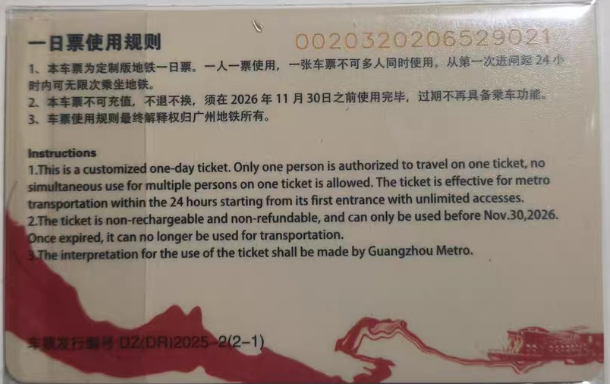 一日票使用规则
0020320206529021
1、本车票为定制版地铁一日票。一人一票使用，一张车票不可多人同时使用。从第一次进闸起 24 小
时内可无限次乘坐地铁。
2、本车票不可充值，不退不换，须在 2026 年 11 月 30日之前使用完毕，过期不再具备乘车功能。
3、车票使用规则最终解释权归广州地铁所有。
Instructions
1.This is a customized one-day ticket. Only one person is authorized to travel on one ticket, no
simultaneous use for multiple persons on one ticket is allowed. The ticket is effective for metro
transportation within the 24 hours starting from its first entrance with unlimited accesses.
2.The ticket is non-rechargeable and non-refundable, and can only be used before Nov.30,2026.
Once expired, it can no longer be used for transportation.
3.The interpretation for the use of the ticket shall be made by Guangzhou Metro.
车票发行编号:DZ(DR)2025-2(2-1)